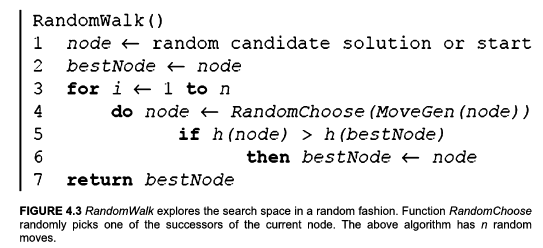 RandomWalk()
1 node ← random candidate solution or start
2 bestNode ← node
3 for i ← 1 to n
4 do node ← RandomChoose(MoveGen(node))
5 if h(node) > h(bestNode)
6 then bestNode ← node
7 return bestNode
FIGURE 4.3 RandomWalk explores the search space in a random fashion. Function RandomChoose
randomly picks one of the successors of the current node. The above algorithm has n random
moves.